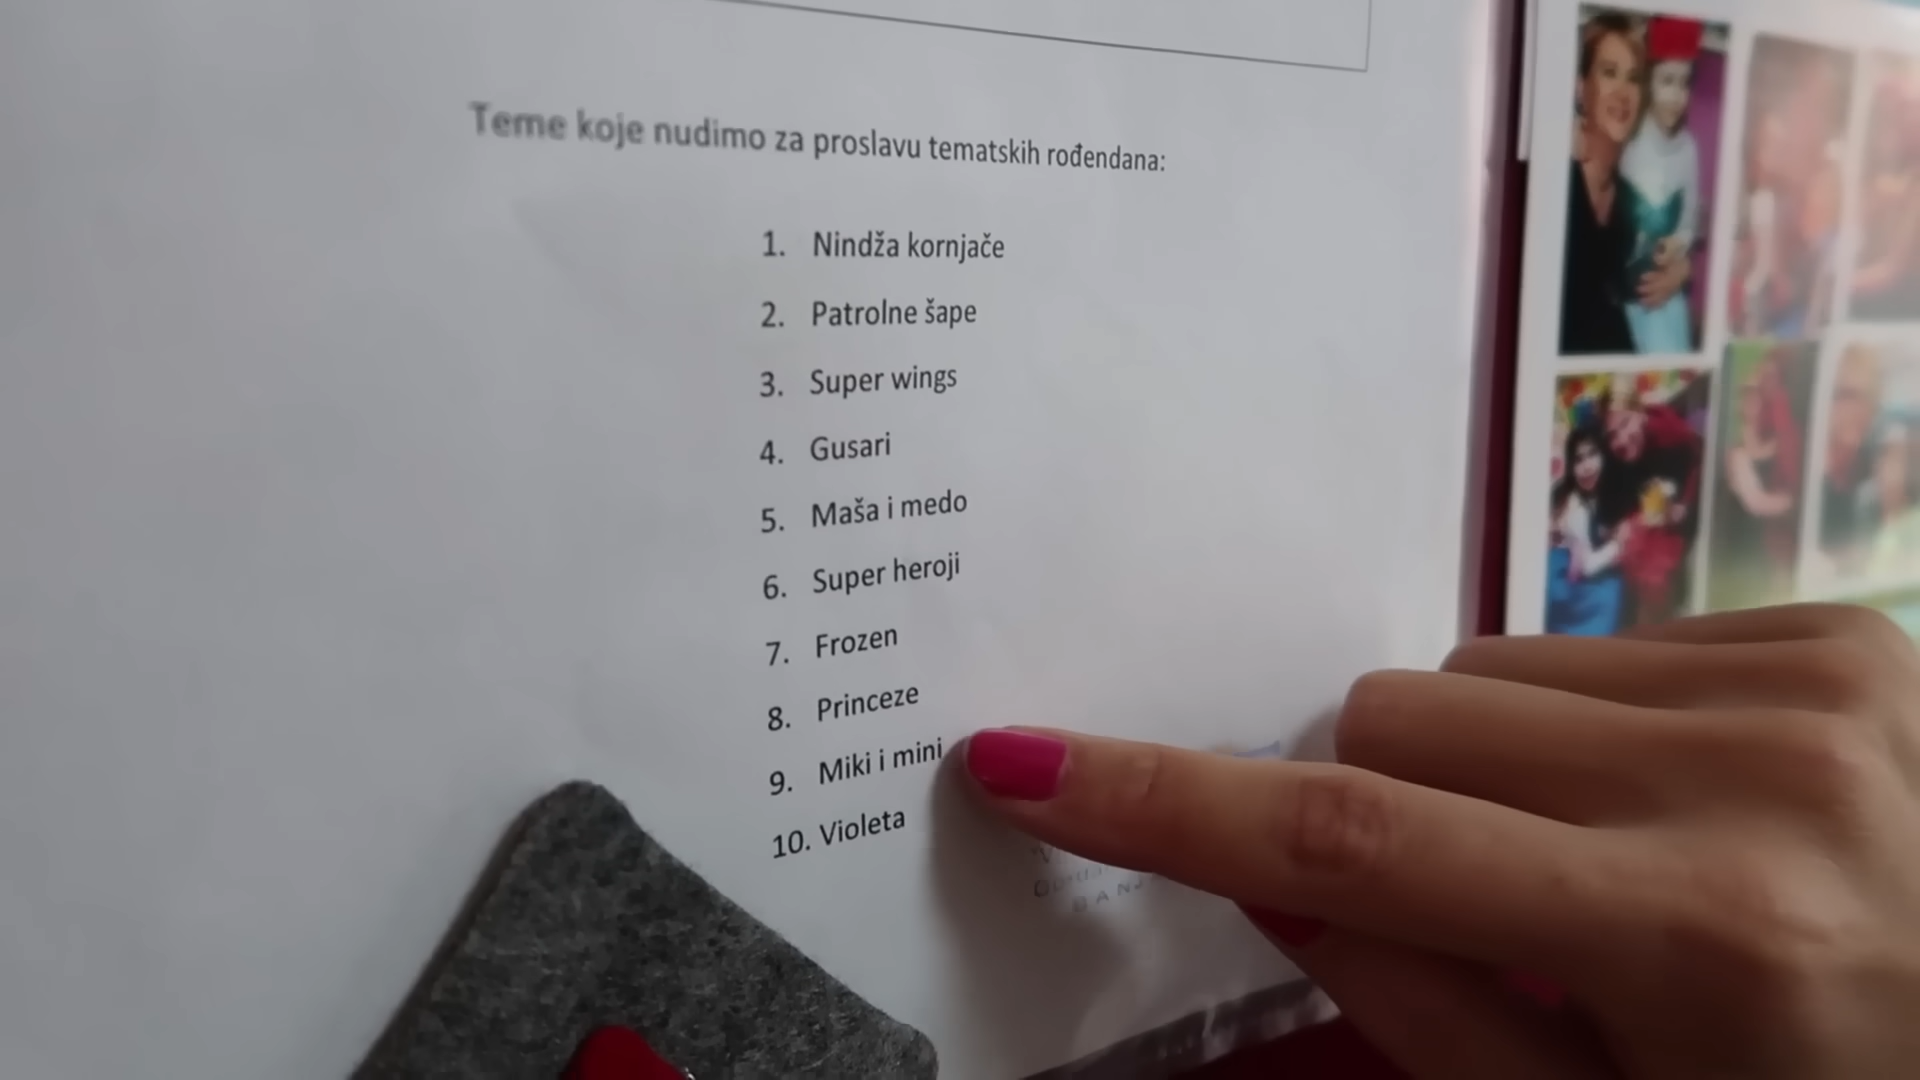 Teme koje nudimo za proslavu tematskih rođendana:
1. Nindža kornjače
2. Patrolne šape
3. Super wings
4. Gusari
5. Maša i medo
6. Super heroji
7. Frozen
8. Princeze
9. Miki i mini
10. Violeta